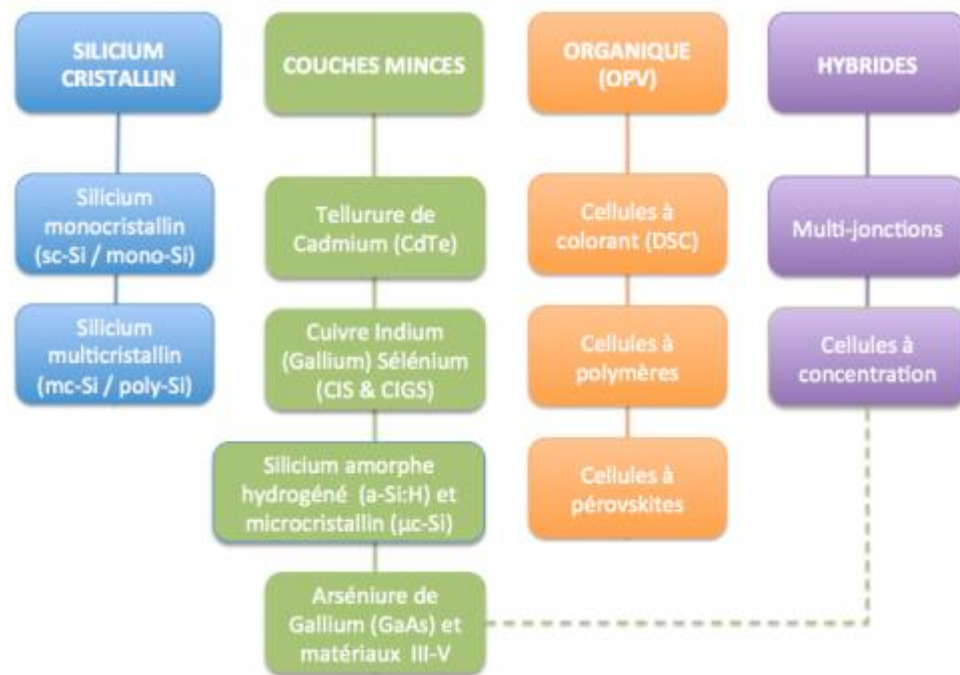 SILICIUM
CRISTALLIN
COUCHES MINCES
ORGANIQUE
(OPV)
HYBRIDES
Silicium
monocristallin
(sc-Si / mono-Si)
Silicium
multicristallin
(mc-Si / poly-Si)
Tellurure de
Cadmium (CdTe)
Cuivre Indium
(Gallium) Sélénium
(CIS & CIGS)
Silicium amorphe
hydrogéné (a-Si:H) et
microcristallin (μc-Si)
Arséniure de
Gallium (GaAs) et
matériaux III-V
Cellules à
colorant (DSC)
Cellules à
polymères
Cellules à
pérovskites
Multi-jonctions
Cellules à
concentration